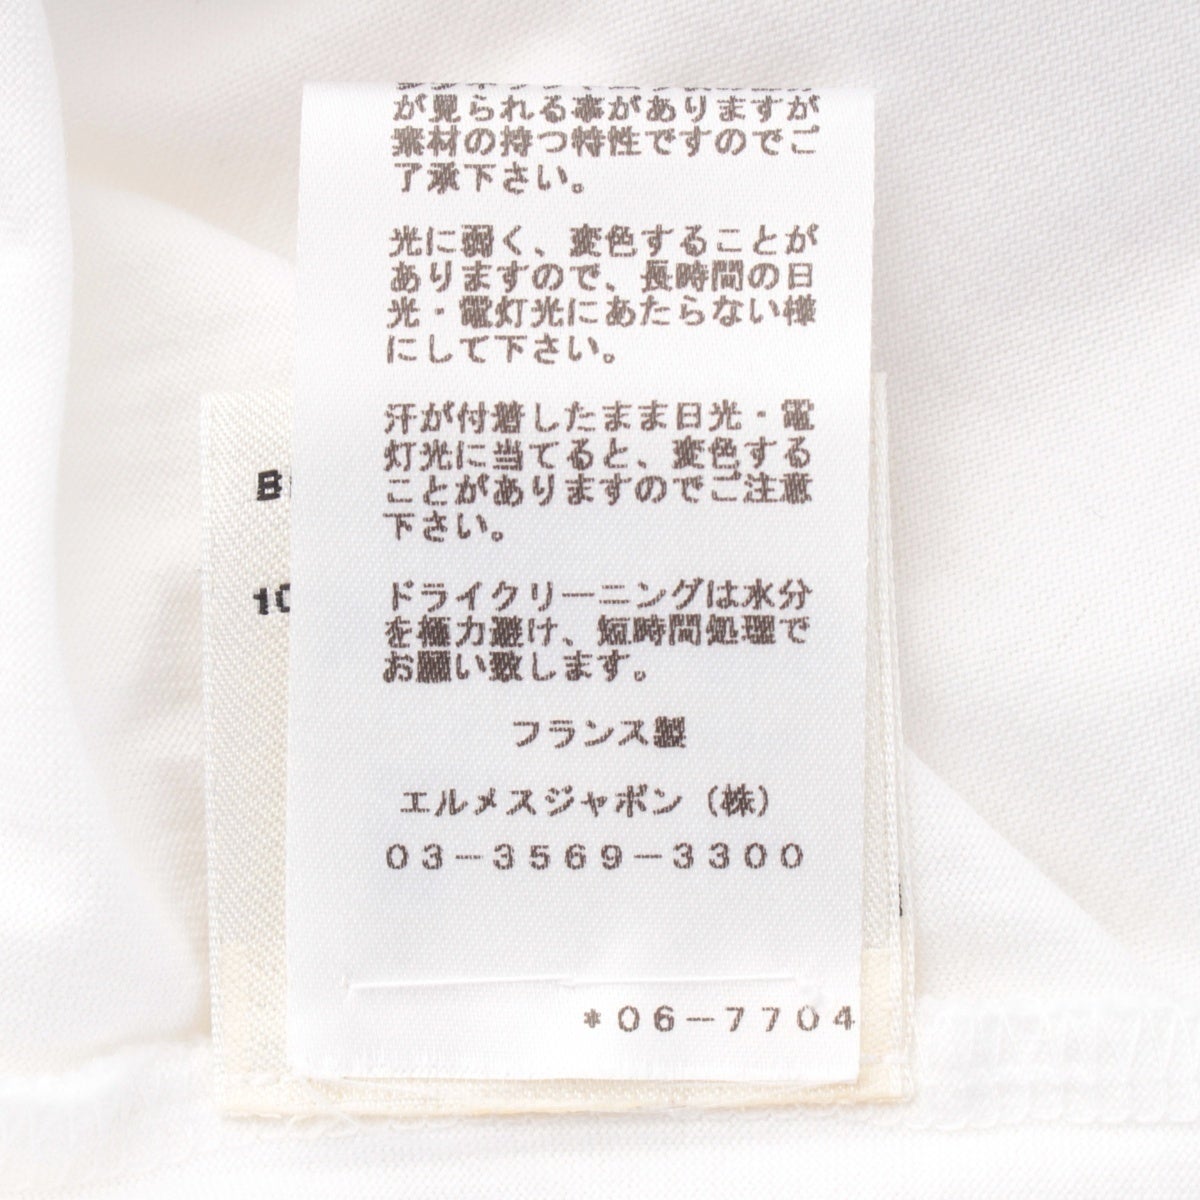 が見られる事がありますが
素材の持つ特性ですのでご
了承下さい。
光に弱く、変色することが
ありますので、長時間の日
光・電灯光にあたらない様
にして下さい。
汗が付着したまま日光・電
灯光に当てると、変色する
ことがありますのでご注意
下さい。
ドライクリーニングは水分
を極力避け、短時間処理で
お願い致します。
フランス製
エルメスジャポン（株）
03-3569-3300
*06-7704
10